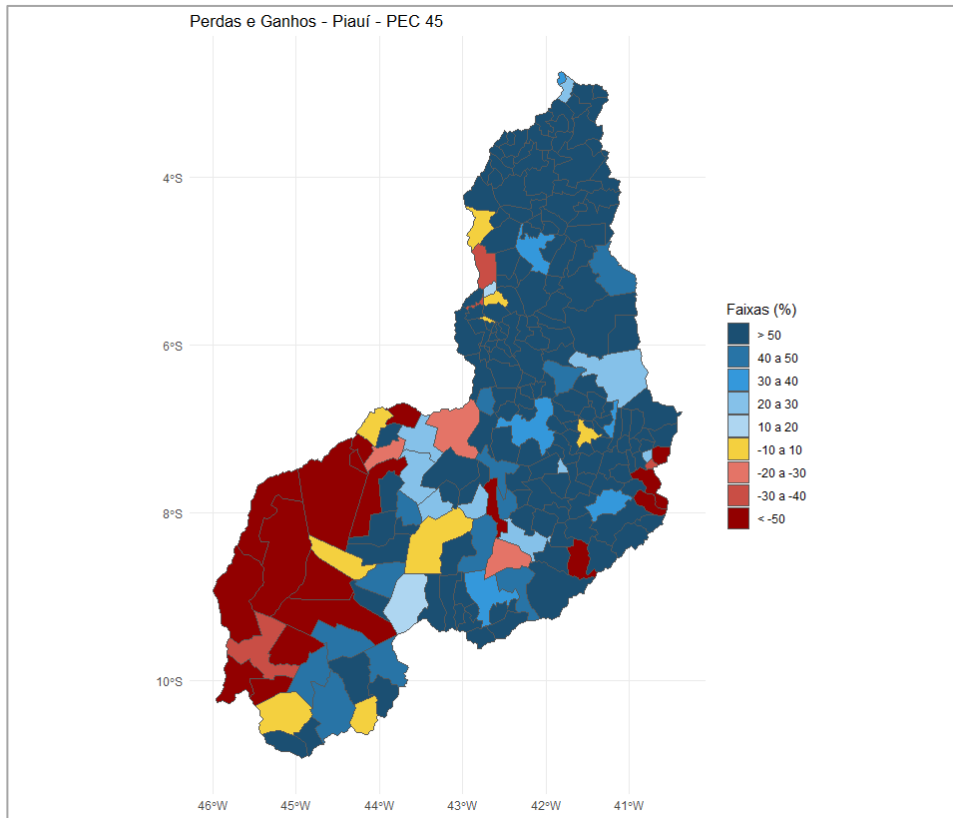 Perdas e Ganhos - Piauí - PEC 45
4°S
6°S
8°S
10°S
46°W
45°W
44°W
43°W
42°W
41°W
Faixas (%)
> 50
40 a 50
30 a 40
20 a 30
10 a 20
-10 a 10
-20 a -30
-30 a -40
< -50